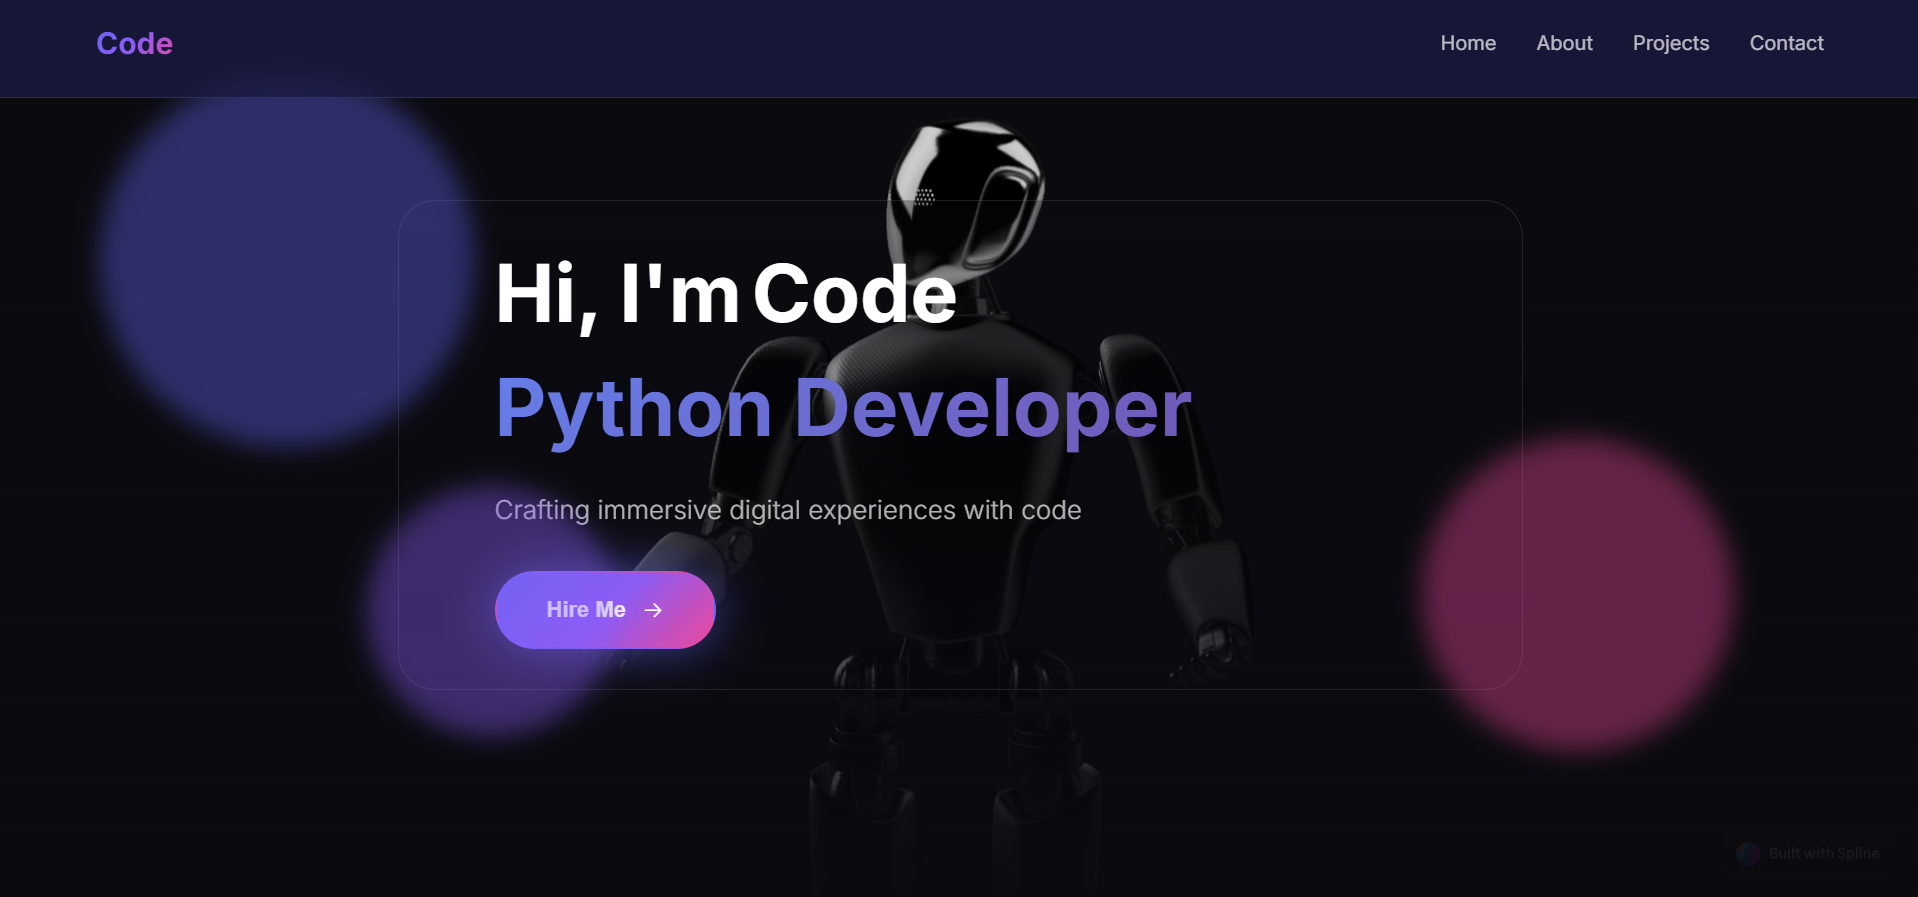 Code
Home About Projects Contact
Hi, I'm Code
Python Developer
Crafting immersive digital experiences with code
Hire Me →
Built with Spline